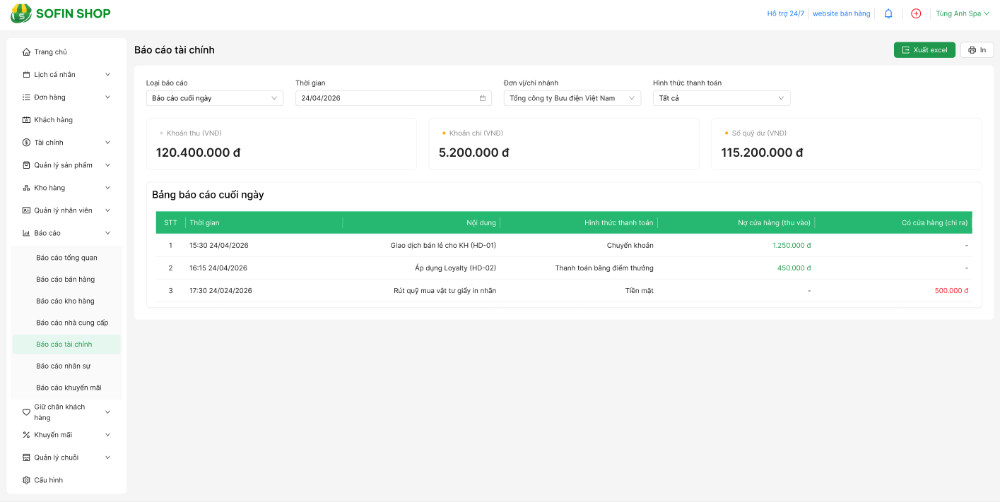 SOFIN SHOP
Hỗ trợ 24/7
website bán hàng
Tùng Anh Spa
Trang chủ
Lịch cá nhân
Đơn hàng
Khách hàng
Tài chính
Quản lý sản phẩm
Kho hàng
Quản lý nhân viên
Báo cáo
Báo cáo tổng quan
Báo cáo bán hàng
Báo cáo kho hàng
Báo cáo nhà cung cấp
Báo cáo tài chính
Báo cáo nhân sự
Báo cáo khuyến mãi
Giữ chân khách
hàng
Khuyến mãi
Quản lý chuỗi
Cấu hình
Báo cáo tài chính
Xuất excel
In
Loại báo cáo
Thời gian
Đơn vị/chi nhánh
Hình thức thanh toán
Báo cáo cuối ngày
24/04/2026
Tổng công ty Bưu điện Việt Nam
Tất cả
Khoản thu (VNĐ)
120.400.000 đ
Khoản chi (VNĐ)
5.200.000 đ
Số quỹ dư (VNĐ)
115.200.000 đ
Bảng báo cáo cuối ngày
STT Thời gian Nội dung Hình thức thanh toán Nợ cửa hàng (thu vào) Có cửa hàng (chi ra)
1 15:30 24/04/2026 Giao dịch bán lẻ cho KH (HD-01) Chuyển khoản 1.250.000 đ -
2 16:15 24/04/2026 Áp dụng Loyalty (HD-02) Thanh toán bằng điểm thưởng 450.000 đ -
3 17:30 24/024/2026 Rút quỹ mua vật tư giấy in nhãn Tiền mặt - 500.000 đ